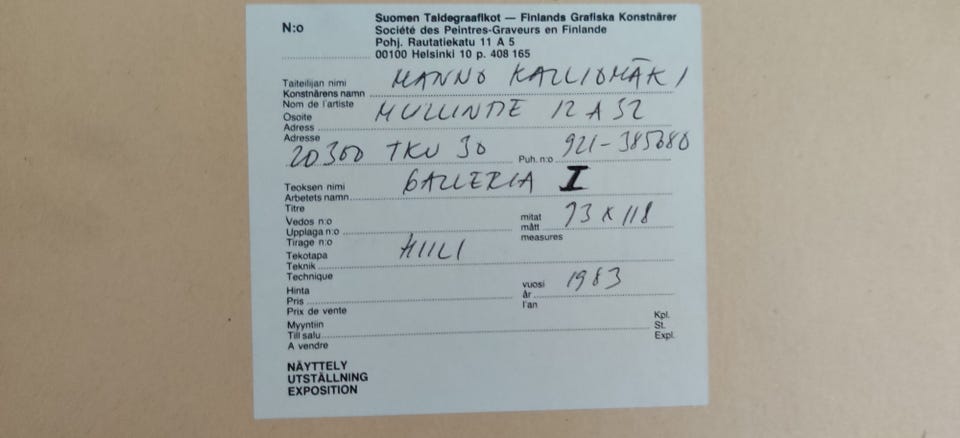 N:o
Suomen Taidegraafikot — Finlands Grafiska Konstnärer
Société des Peintres-Graveurs en Finlande
Pohj. Rautatiekatu 11 A 5
00100 Helsinki 10 p. 408 165
Taiteilijan nimi MANNO KALLIOMÄKI
Konstnärens namn
Nom de l'artiste
Osoite 12 A 52
Adress
Adresse
20300 TKU 30 Puh. n:o 921-385680
Teoksen nimi GALLERIA I
Arbetets namn
Titre
Vedos n:o mitat 93 x 118
Upplaga n:o mått
Tirage n:o measures
Tekotapa HIILI
Teknik
Technique
Hinta vuosi 1983
Pris år
Prix de vente l'an
Myyntiin Kpl.
Till salu St.
A vendre Expl.
NÄYTTELY
UTSTÄLLNING
EXPOSITION